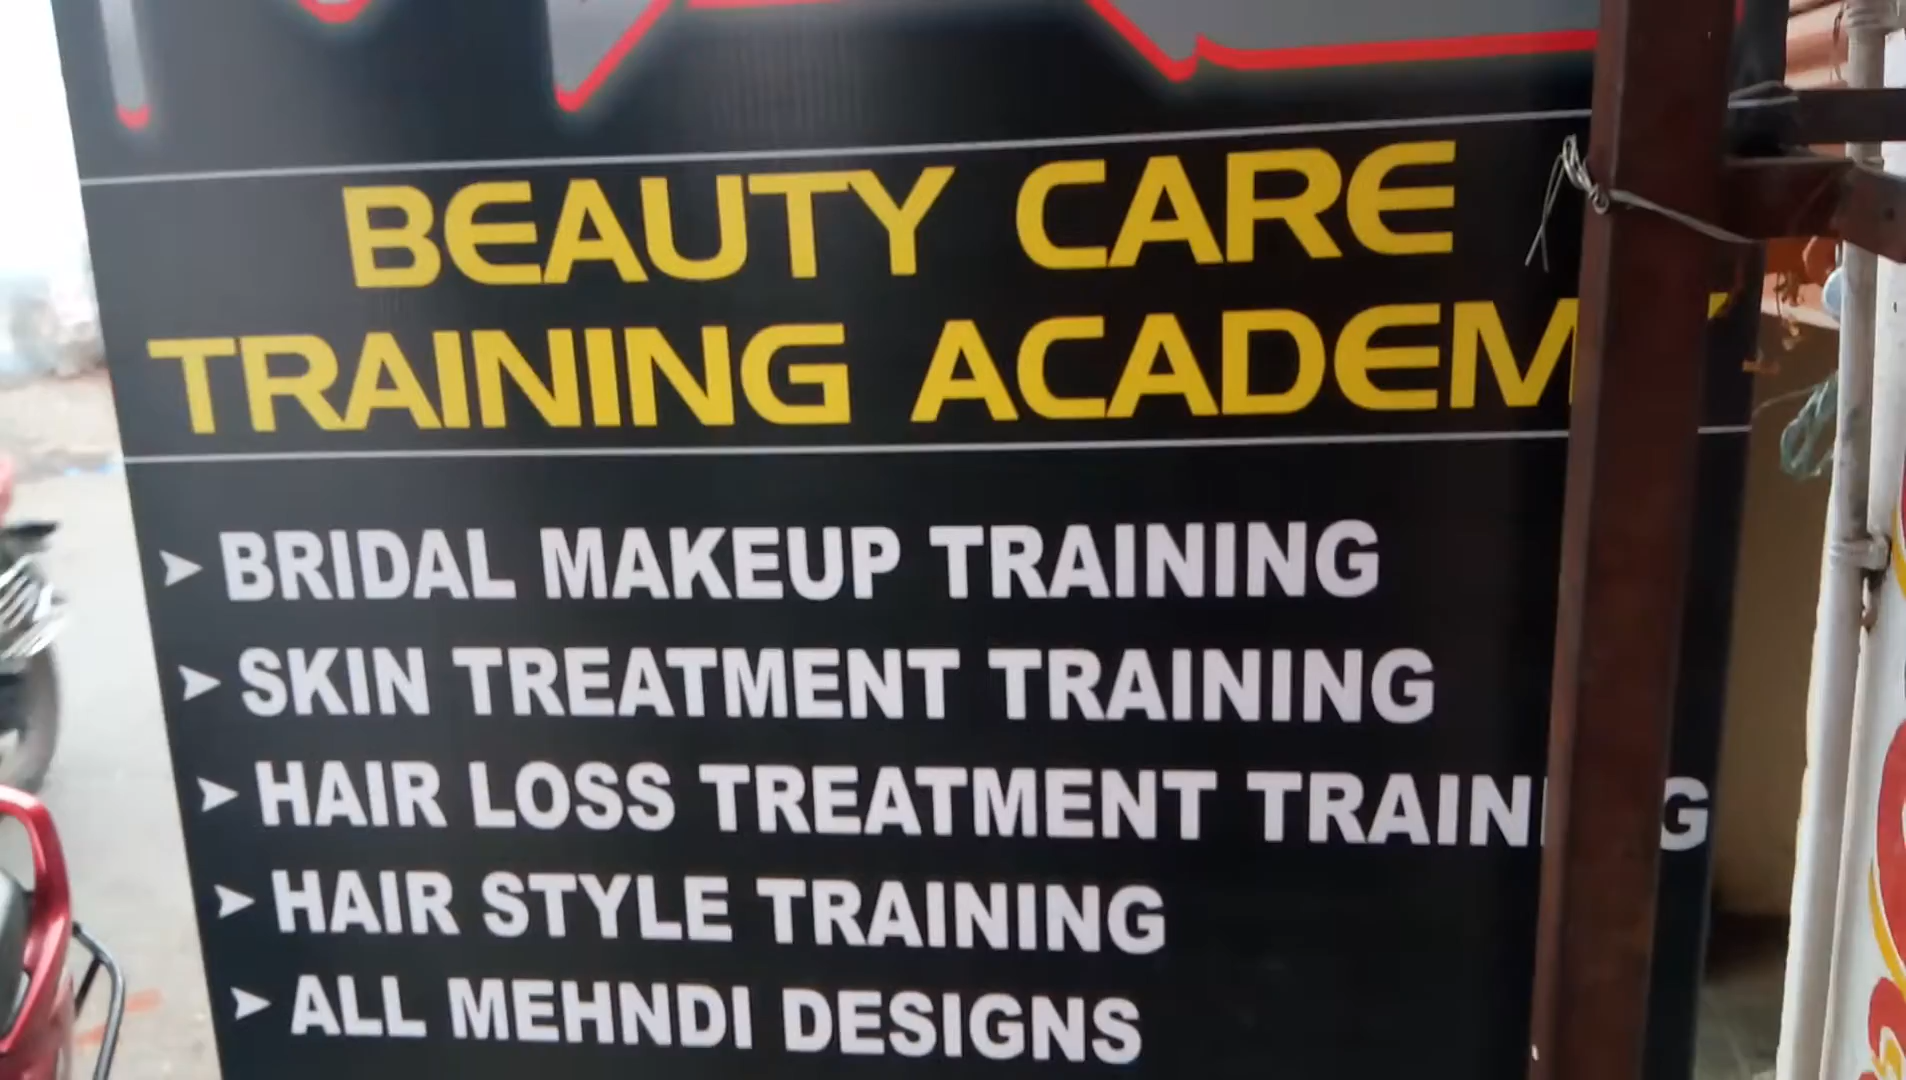 BEAUTY CARE
TRAINING ACADEMY
BRIDAL MAKEUP TRAINING
SKIN TREATMENT TRAINING
HAIR LOSS TREATMENT TRAINING
HAIR STYLE TRAINING
ALL MEHNDI DESIGNS